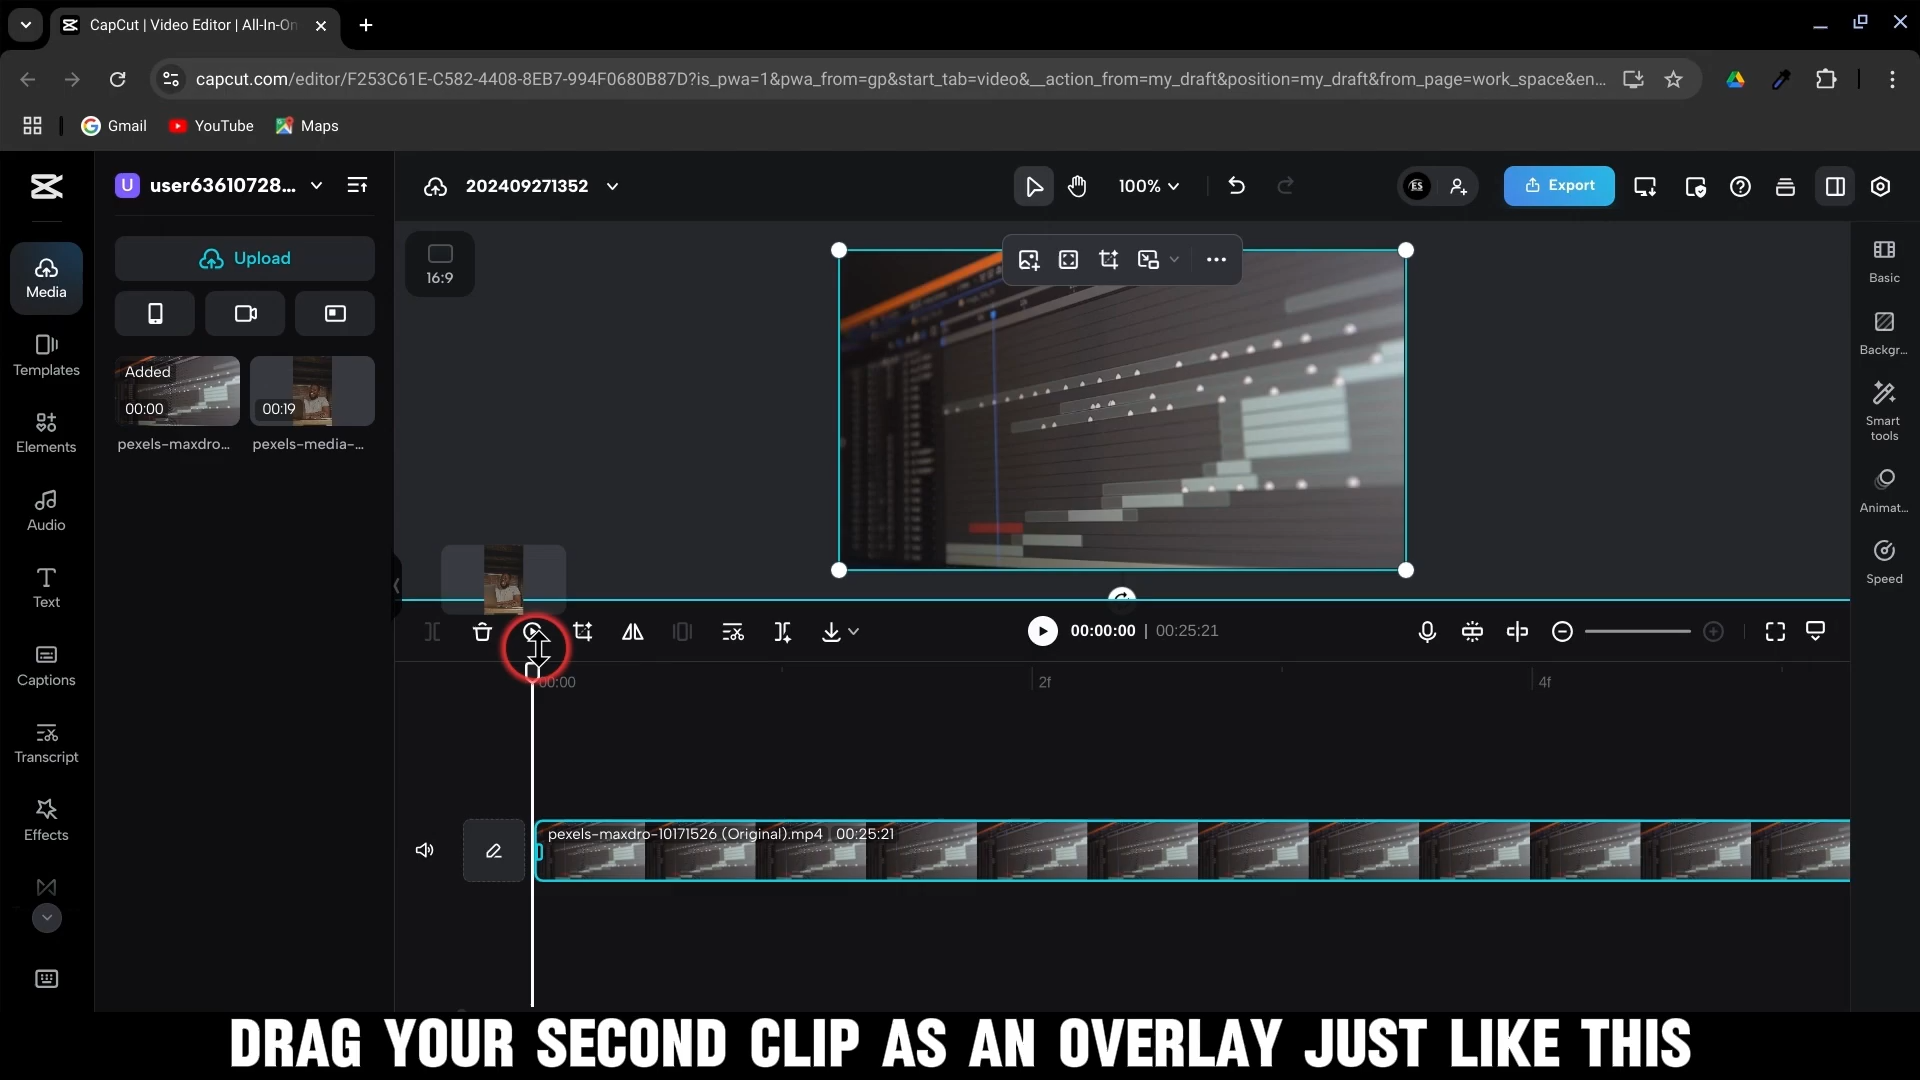 CapCut | Video Editor | All-In-On
capcut.com/editor/F253C61E-C582-4408-8EB7-994F0680B87D?is_pwa=1&pwa_from=gp&start_tab=video&__action_from=my_draft&position=my_draft&from_page=work_space&en...
Gmail
YouTube
Maps
U user63610728...
202409271352
100%
ES
Export
Upload
16:9
Media
Templates
Elements
Audio
Text
Captions
Transcript
Effects
Added
00:00
00:19
pexels-maxdro...
pexels-media-...
Basic
Backgr...
Smart
tools
Animat...
Speed
00:00:00 | 00:25:21
00:00
2f
4f
pexels-maxdro-10171526 (Original).mp4 00:25:21
DRAG YOUR SECOND CLIP AS AN OVERLAY JUST LIKE THIS